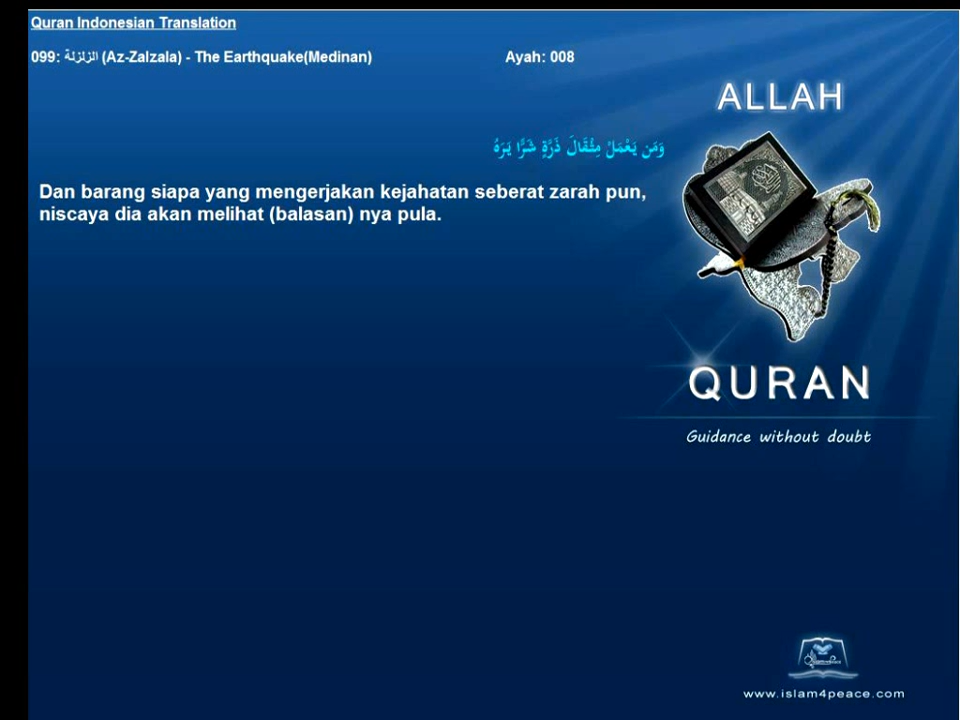 Quran Indonesian Translation
099: الزلزلة (Az-Zalzala) - The Earthquake(Medinan) Ayah: 008
ALLAH
وَمَن يَعْمَلْ مِثْقَالَ ذَرَّةٍ شَرًّا يَرَهُ
Dan barang siapa yang mengerjakan kejahatan seberat zarah pun,
niscaya dia akan melihat (balasan) nya pula.
QURAN
Guidance without doubt
www.islam4peace.com